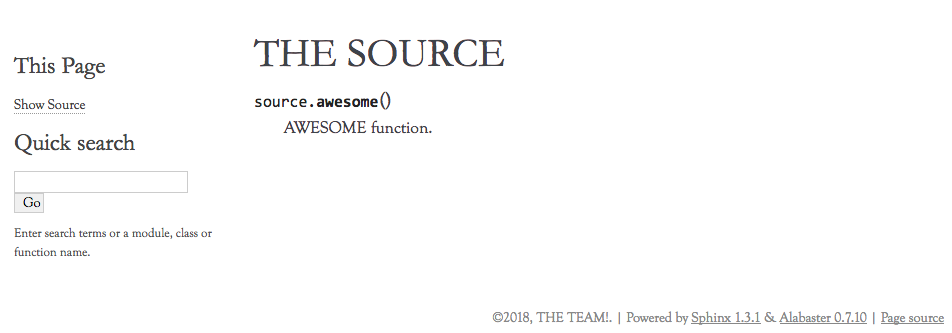 This Page
Show Source
Quick search
Go
Enter search terms or a module, class or
function name.
THE SOURCE
source.awesome()
AWESOME function.
©2018, THE TEAM!. | Powered by Sphinx 1.3.1 & Alabaster 0.7.10 | Page source